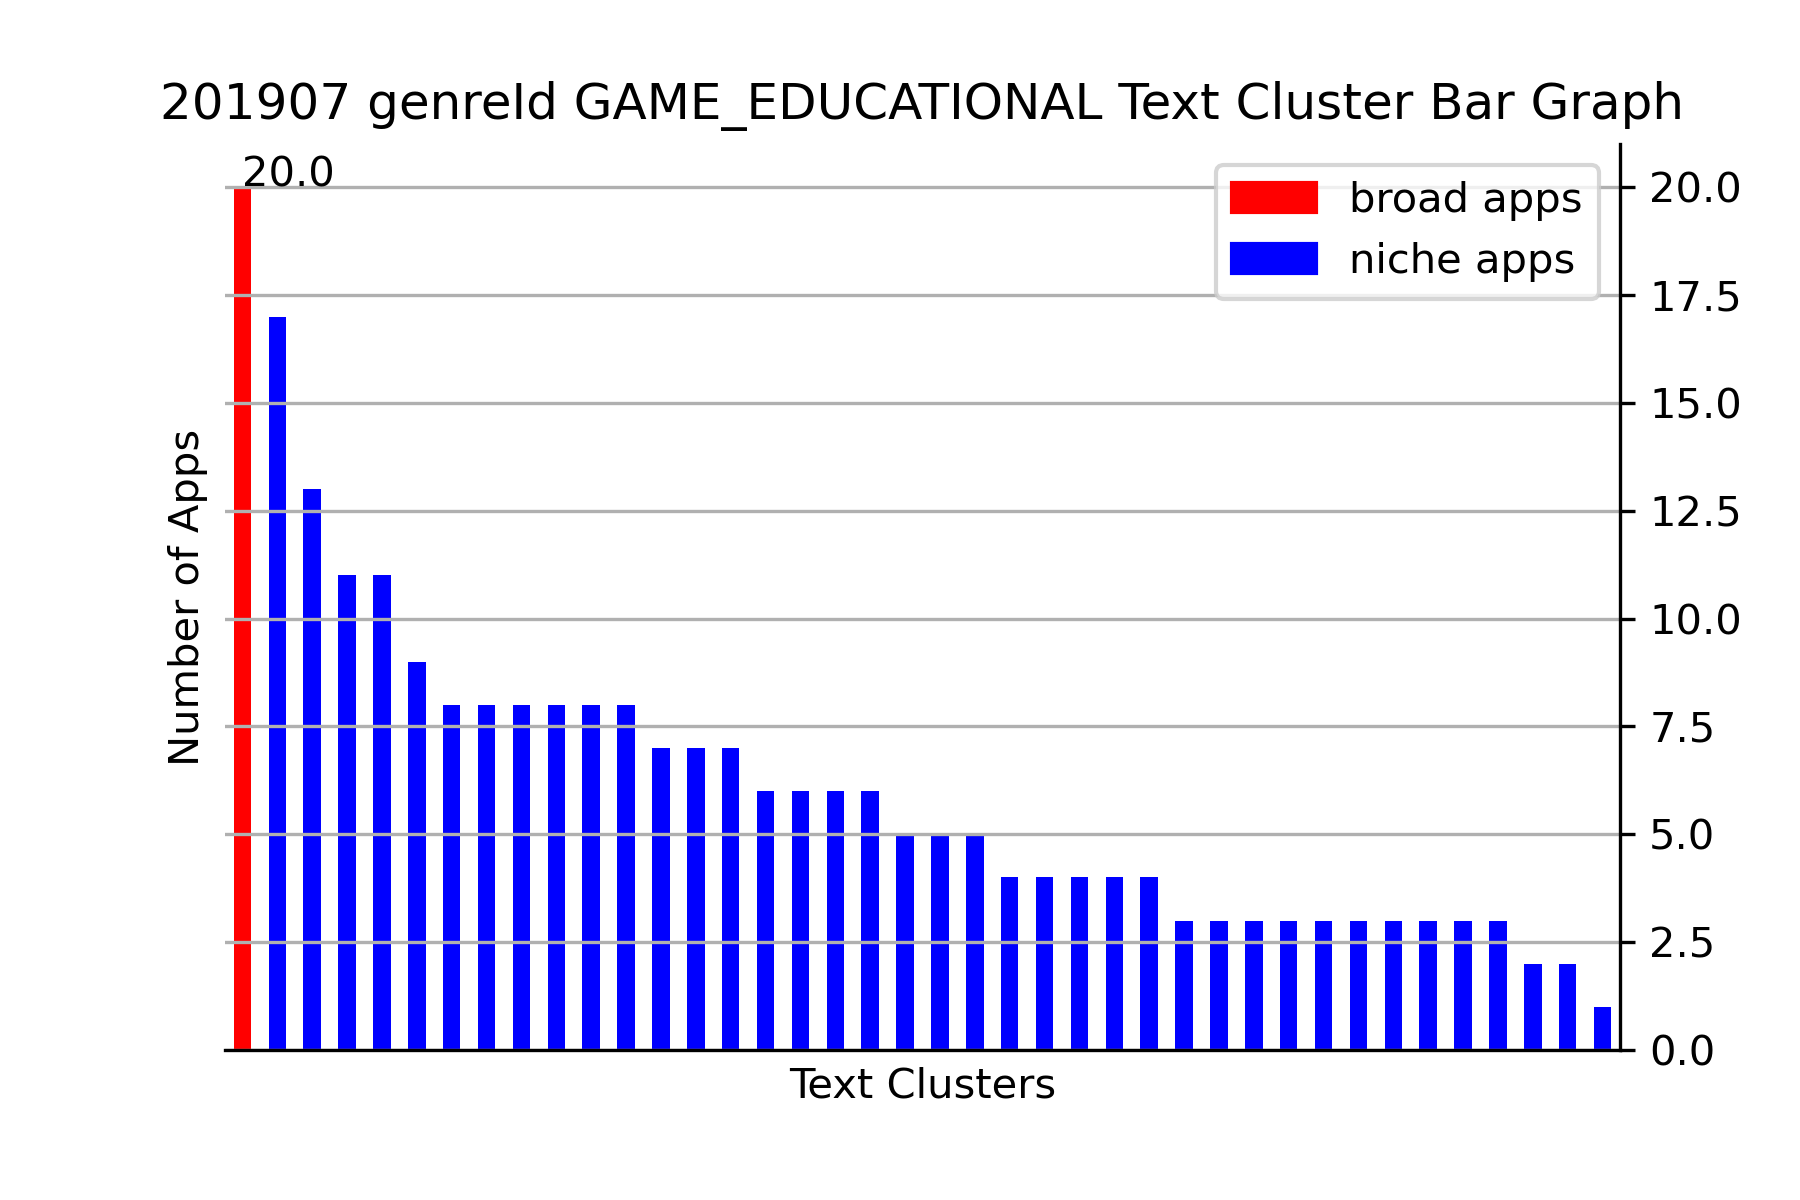 201907 genreId GAME_EDUCATIONAL Text Cluster Bar Graph
20.0
broad apps
niche apps
20.0
17.5
15.0
12.5
10.0
7.5
5.0
2.5
0.0
Number of Apps
Text Clusters